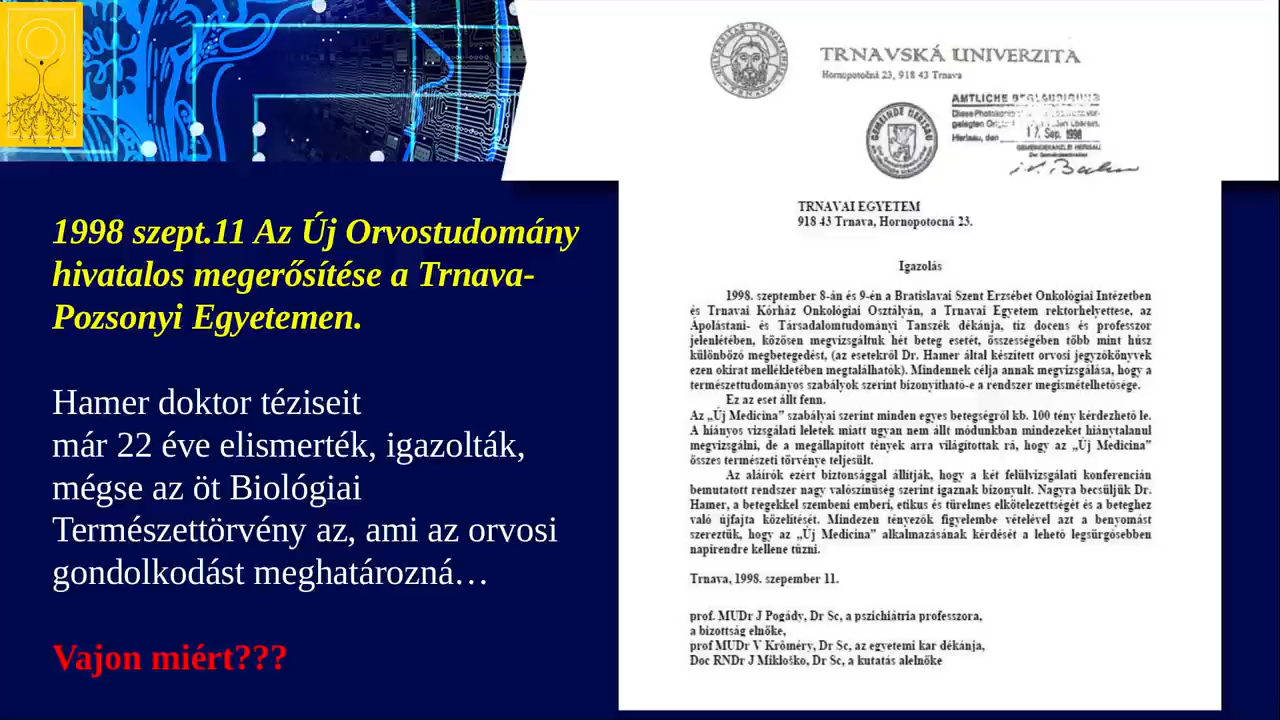 1998 szept.11 Az Új Orvostudomány
hivatalos megerősítése a Trnava-
Pozsonyi Egyetemen.
Hamer doktor téziseit
már 22 éve elismerték, igazolták,
mégse az öt Biológiai
Természettörvény az, ami az orvosi
gondolkodást meghatározná…
Vajon miért???
TRNAVSKÁ UNIVERZITA
Hornopotočná 23, 918 43 Trnava
AMTLICHE BEGLAUBIGUNG
Herisau, den 17. Sep. 1998
GEMEINDEKANZLEI HERISAU
Der Gemeindeschreiber
TRNAVAI EGYETEM
918 43 Trnava, Hornopotocná 23.
Igazolás
1998. szeptember 8-án és 9-én a Bratislavai Szent Erzsébet Onkológiai Intézetben
és Trnavai Kórház Onkológiai Osztályán, a Trnavai Egyetem rektorhelyettese, az
Ápolástani- és Társadalomtudományi Tanszék dékánja, tíz docens és professzor
jelenlétében, közösen megvizsgáltuk hét beteg esetét, összességében több mint húsz
különböző megbetegedést, (az esetekről Dr. Hamer által készített orvosi jegyzőkönyvek
ezen okirat mellékletében megtalálhatók). Mindennek célja annak megvizsgálása, hogy a
természettudományos szabályok szerint bizonyítható-e a rendszer megismételhetősége.
Ez az eset állt fenn.
Az „Új Medicina” szabályai szerint minden egyes betegségről kb. 100 tény kérdezhető le.
A hiányos vizsgálati leletek miatt ugyan nem állt módunkban mindezeket hiánytalanul
megvizsgálni, de a megállapított tények arra világítottak rá, hogy az „Új Medicina”
összes természeti törvénye teljesült.
Az aláírók ezért biztonsággal állítják, hogy a két felülvizsgálati konferencián
bemutatott rendszer nagy valószínűség szerint igaznak bizonyult. Nagyra becsüljük Dr.
Hamer, a betegekkel szembeni emberi, etikus és türelmes elkötelezettségét és a beteghez
való újfajta közelítését. Mindezen tényezők figyelembe vételével azt a benyomást
szereztük, hogy az „Új Medicina” alkalmazásának kérdését a lehető legsürgősebben
napirendre kellene tűzni.
Trnava, 1998. szepember 11.
prof. MUDr J Pogády, Dr Sc, a pszichiátria professzora,
a bizottság elnöke,
prof MUDr V Krčméry, Dr Sc, az egyetemi kar dékánja,
Doc RNDr J Mikloško, Dr Sc, a kutatás alelnöke